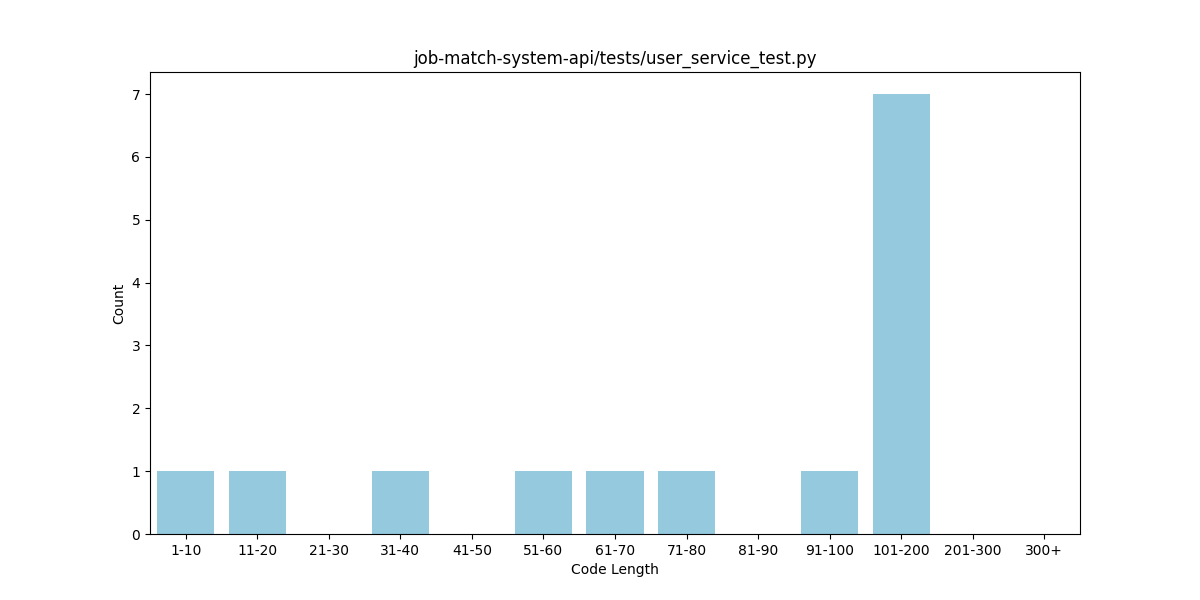 job-match-system-api/tests/user_service_test.py
7
6
5
4
3
2
1
0
Count
1-10 11-20 21-30 31-40 41-50 51-60 61-70 71-80 81-90 91-100 101-200 201-300 300+
Code Length